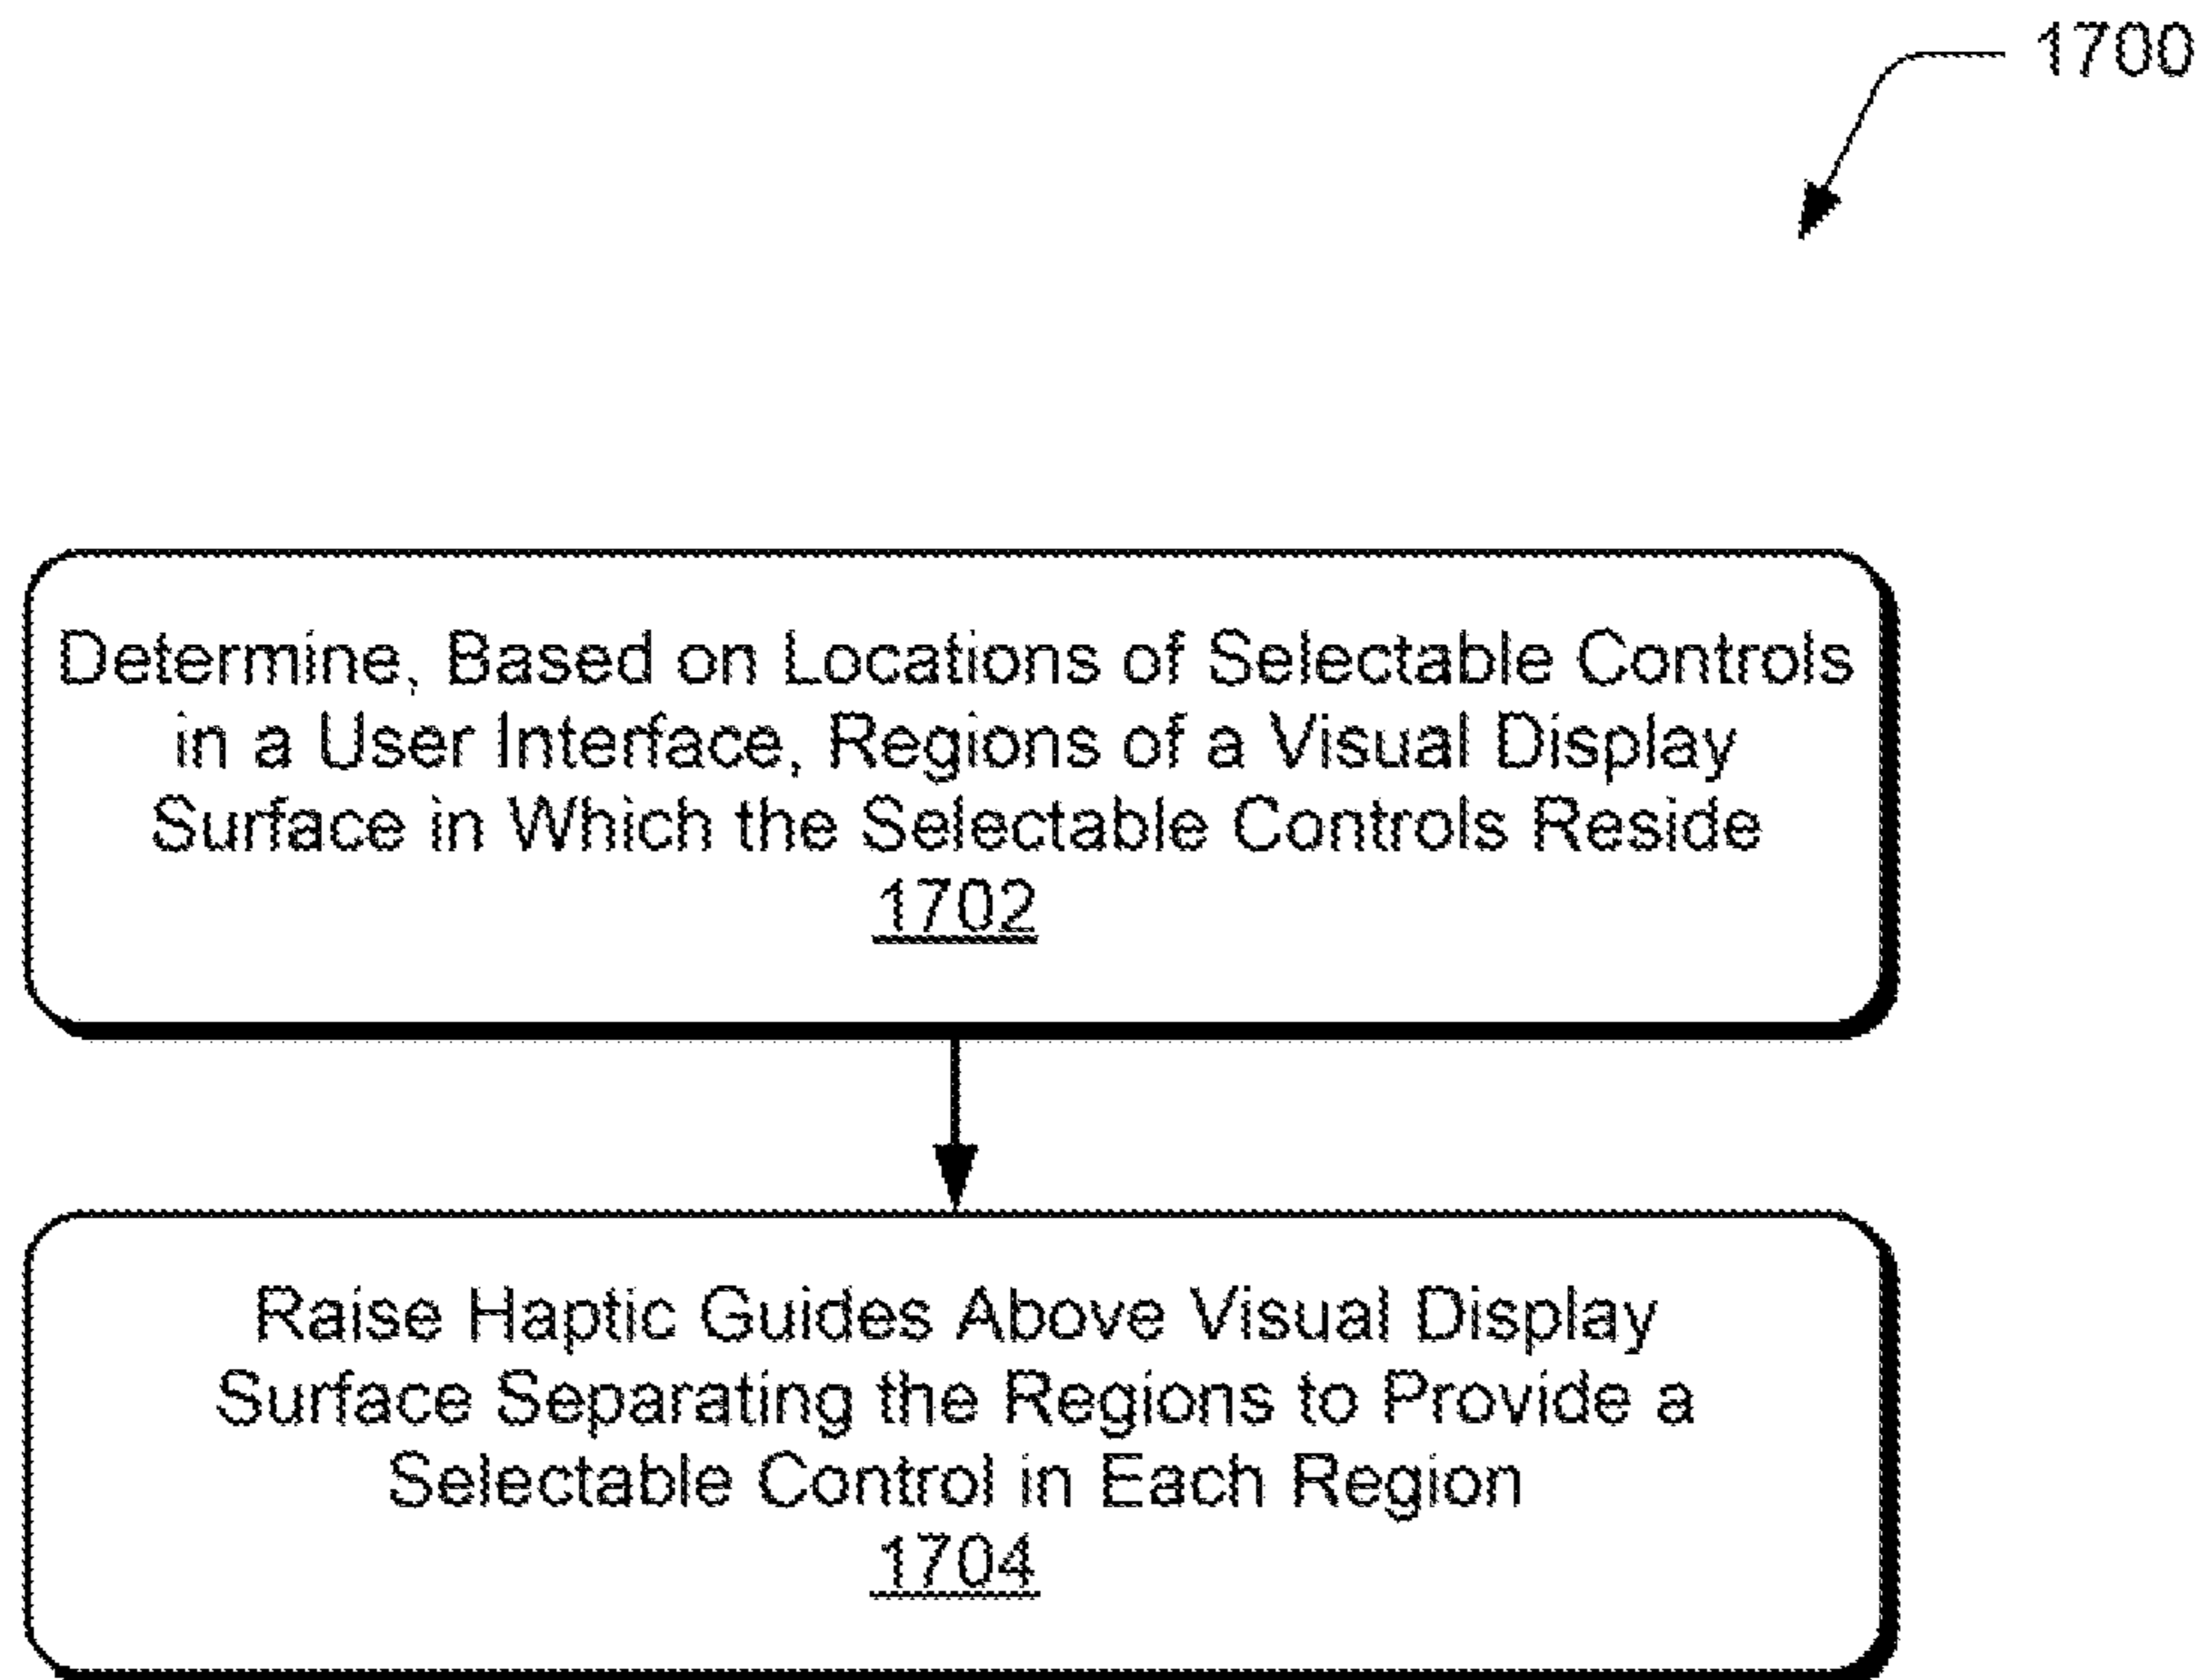 1700
Determine, Based on Locations of Selectable Controls
in a User Interface, Regions of a Visual Display
Surface in Which the Selectable Controls Reside
1702
Raise Haptic Guides Above Visual Display
Surface Separating the Regions to Provide a
Selectable Control in Each Region
1704